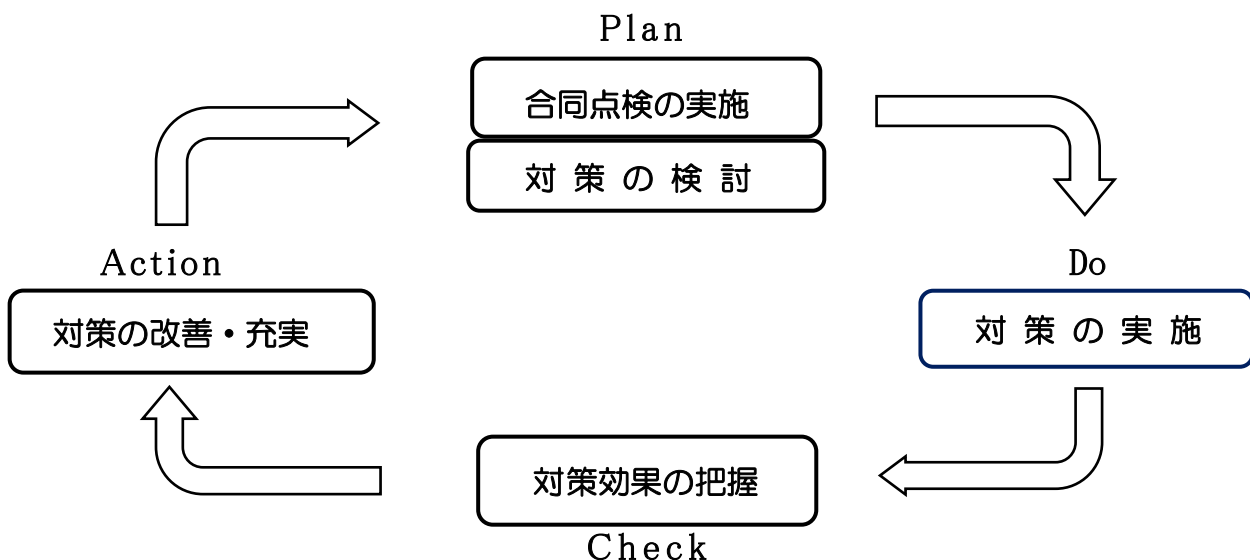 Plan
合同点検の実施
対策の検討
Action
対策の改善・充実
Do
対策の実施
対策効果の把握
Check